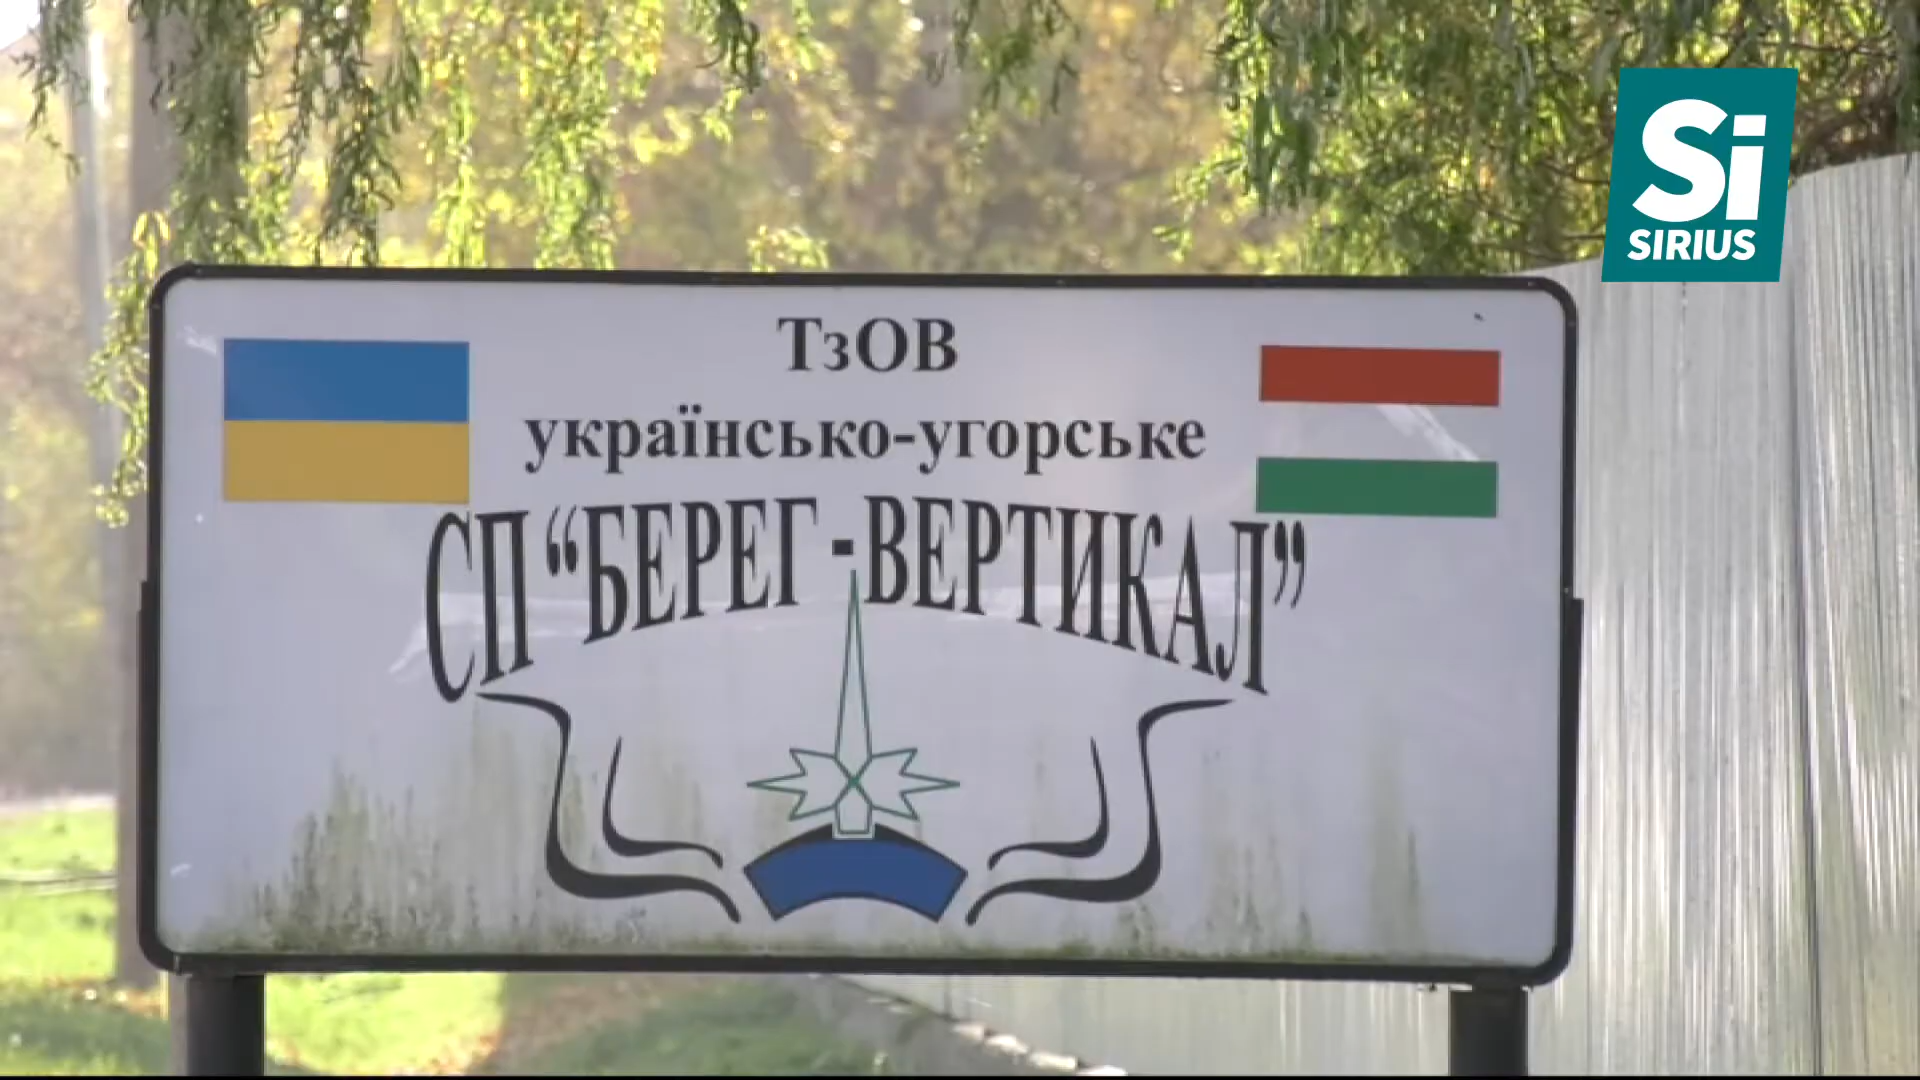 Si
SIRIUS
ТзОВ
українсько-угорське
СП “БЕРЕГ-ВЕРТИКАЛ”